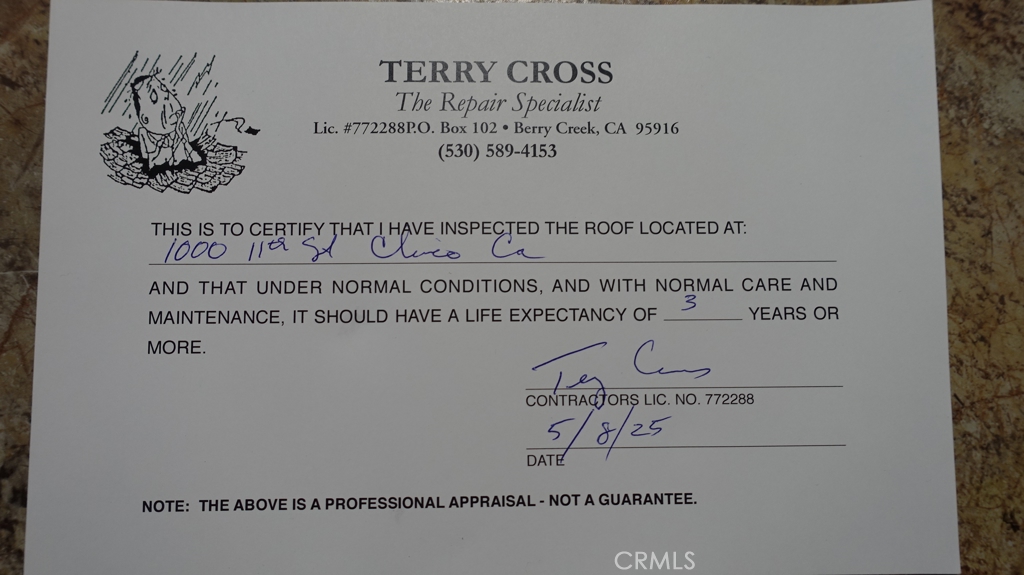 TERRY CROSS
The Repair Specialist
Lic. #772288P.O. Box 102 • Berry Creek, CA 95916
(530) 589-4153
THIS IS TO CERTIFY THAT I HAVE INSPECTED THE ROOF LOCATED AT:
1000 11th St Chico Ca
AND THAT UNDER NORMAL CONDITIONS, AND WITH NORMAL CARE AND
MAINTENANCE, IT SHOULD HAVE A LIFE EXPECTANCY OF 3 YEARS OR
MORE.
Terry Cross
CONTRACTORS LIC. NO. 772288
5/8/25
DATE
NOTE: THE ABOVE IS A PROFESSIONAL APPRAISAL - NOT A GUARANTEE.
CRMLS